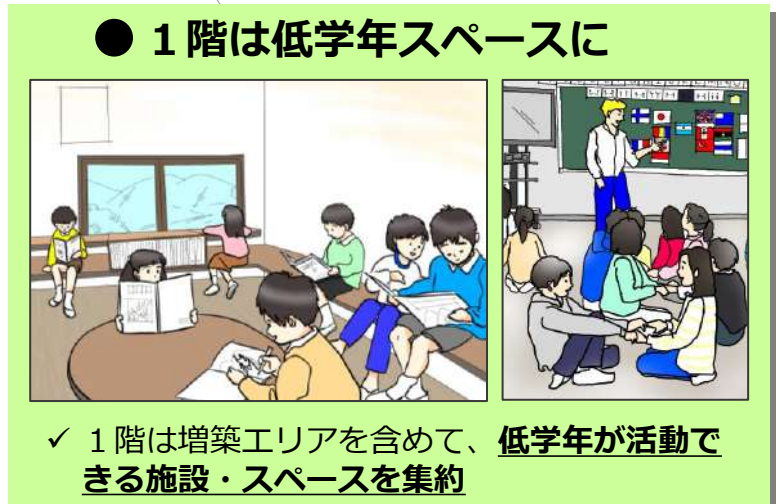 ● １階は低学年スペースに
✓ １階は増築エリアを含めて、低学年が活動で
きる施設・スペースを集約